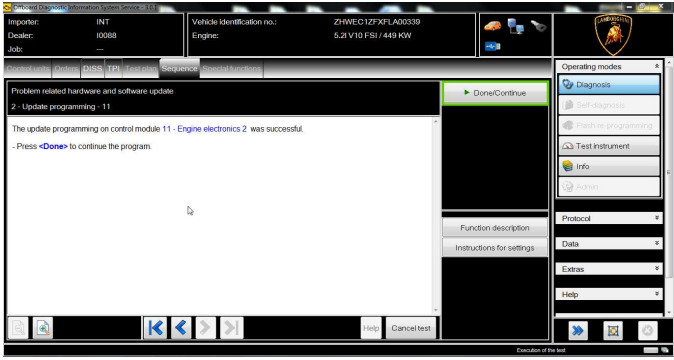 Offboard Diagnostic Information System Service - 3.0.3
Importer: INT
Dealer: I0088
Job: ---
Vehicle identification no.: ZHWEC1ZFXFLA00339
Engine: 5.2l V10 FSI / 449 KW
LAMBORGHINI
Control units Orders DISS TPI Test plan Sequence Special functions
Problem related hardware and software update
2 - Update programming - 11
The update programming on control module 11 - Engine electronics 2 was successful.
- Press <Done> to continue the program.
Done/Continue
Function description
Instructions for settings
Help
Cancel test
Operating modes
Diagnosis
Self-diagnosis
Flash re-programming
Test instrument
Info
Admin
Protocol
Data
Extras
Help
Execution of the test